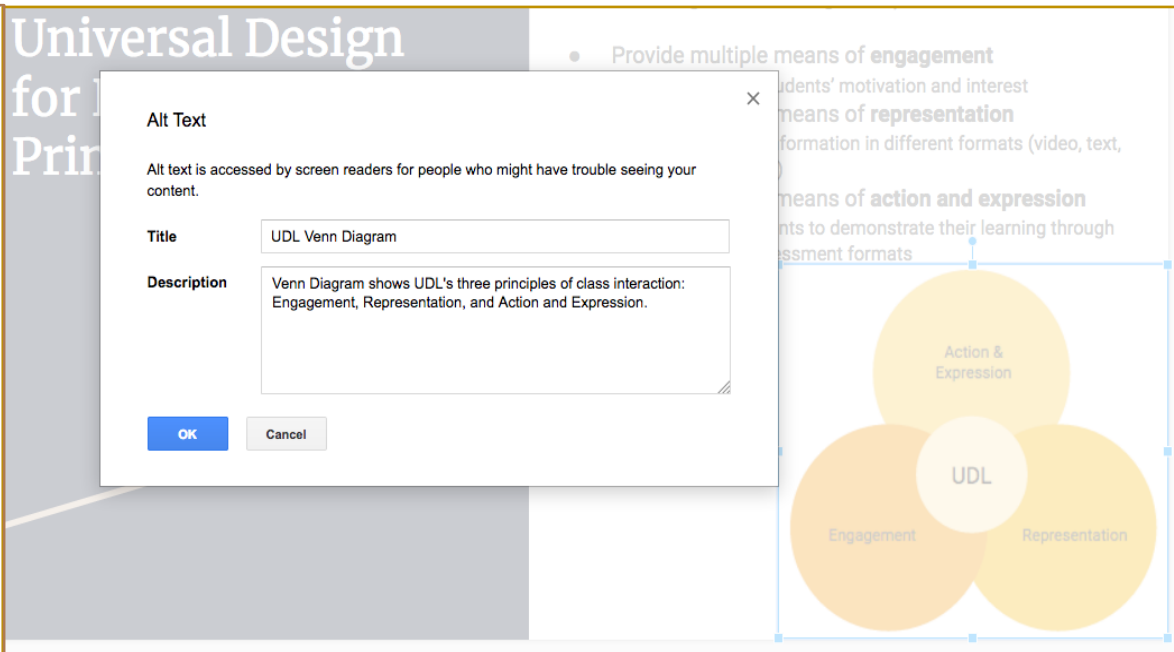 Universal Design
for
Prin
Provide multiple means of engagement
udents' motivation and interest
means of representation
formation in different formats (video, text,
)
means of action and expression
nts to demonstrate their learning through
essment formats
Alt Text
Alt text is accessed by screen readers for people who might have trouble seeing your
content.
Title
UDL Venn Diagram
Description
Venn Diagram shows UDL's three principles of class interaction:
Engagement, Representation, and Action and Expression.
OK
Cancel
Action &
Expression
UDL
Engagement
Representation